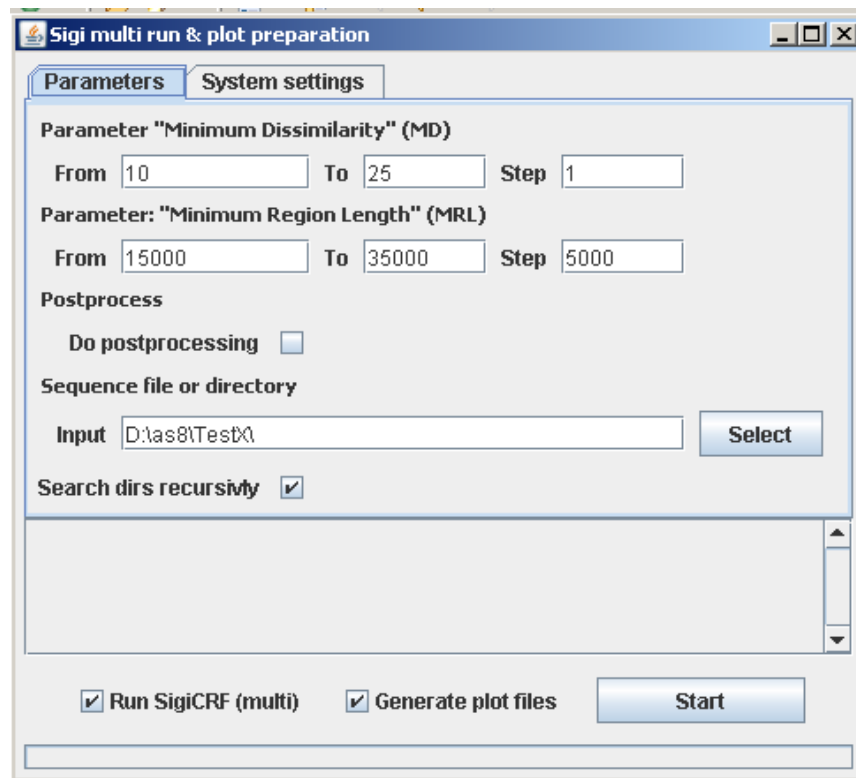 Sigi multi run & plot preparation
Parameters System settings
Parameter "Minimum Dissimilarity" (MD)
From 10 To 25 Step 1
Parameter: "Minimum Region Length" (MRL)
From 15000 To 35000 Step 5000
Postprocess
Do postprocessing
Sequence file or directory
Input D:\as8\TestX\ Select
Search dirs recursivly
Run SigiCRF (multi) Generate plot files Start